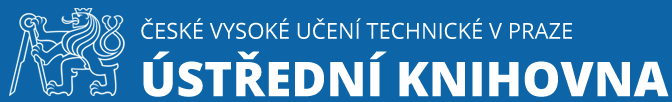 ČESKÉ VYSOKÉ UČENÍ TECHNICKÉ V PRAZE
ÚSTŘEDNÍ KNIHOVNA